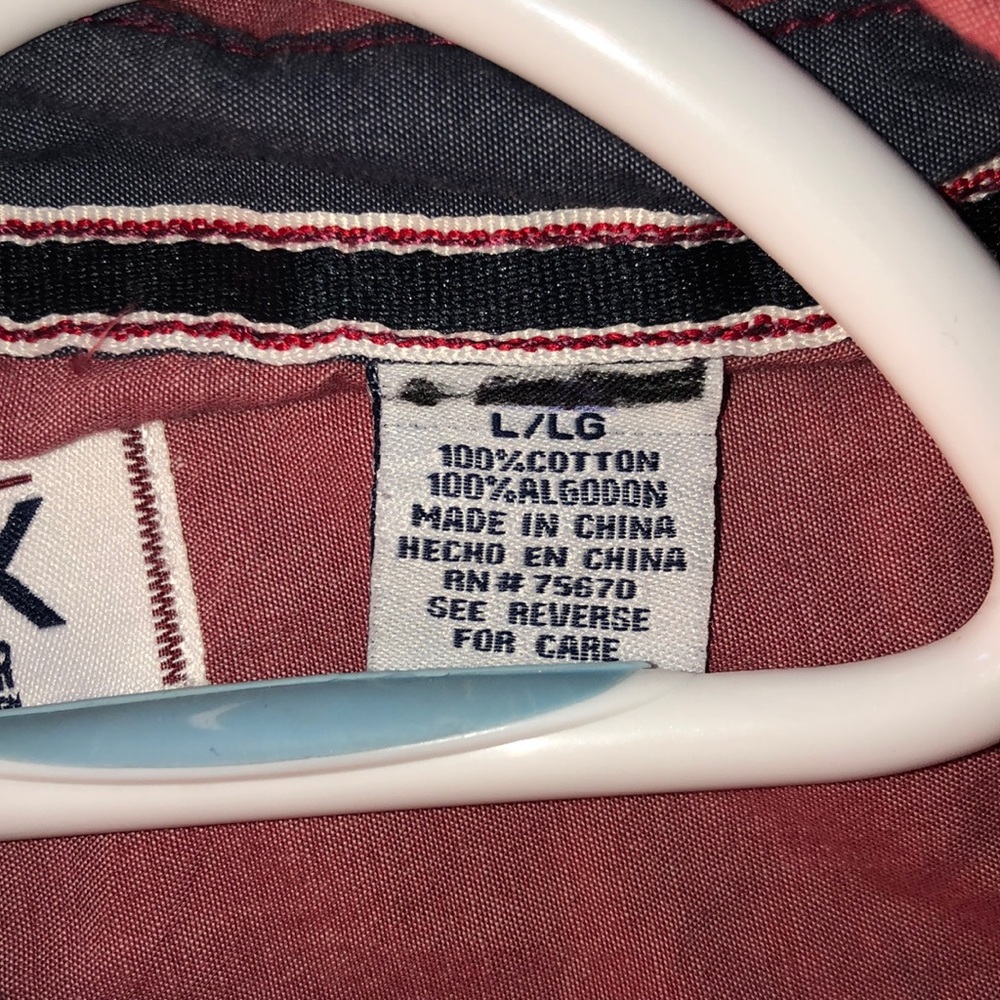 L/LG
100%COTTON
100%ALGODON
MADE IN CHINA
HECHO EN CHINA
RN# 75670
SEE REVERSE
FOR CARE
X
R